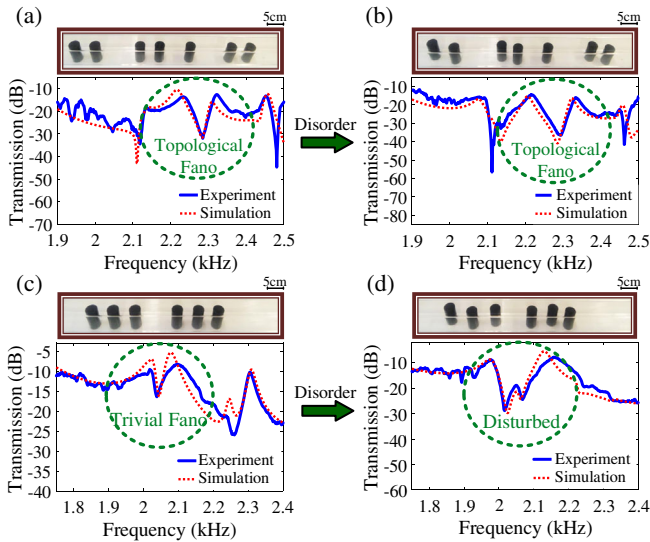 (a)
5cm
Transmission (dB)
-10
-20
-30
-40
-50
-60
-70
Topological
Fano
Experiment
Simulation
1.9 2 2.1 2.2 2.3 2.4 2.5
Frequency (kHz)
Disorder
(b)
5cm
Transmission (dB)
-10
-20
-30
-40
-50
-60
-70
-80
Topological
Fano
Experiment
Simulation
1.9 2 2.1 2.2 2.3 2.4 2.5
Frequency (kHz)
(c)
5cm
Transmission (dB)
-5
-10
-15
-20
-25
-30
-35
-40
Trivial Fano
Experiment
Simulation
1.8 1.9 2 2.1 2.2 2.3 2.4
Frequency (kHz)
Disorder
(d)
5cm
Transmission (dB)
-10
-20
-30
-40
-50
-60
Disturbed
Experiment
Simulation
1.8 1.9 2 2.1 2.2 2.3 2.4
Frequency (kHz)